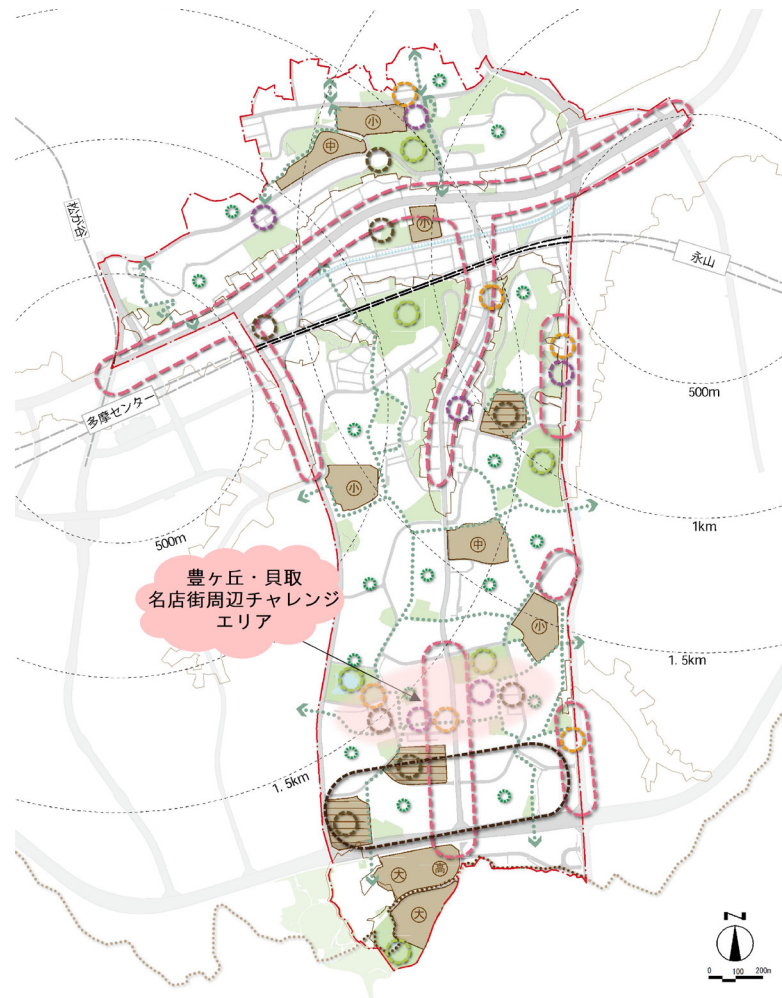 小
中
松が谷
小
永山
多摩センター
500m
小
1km
500m
中
豊ヶ丘・貝取
名店街周辺チャレンジ
エリア
小
1.5km
1.5km
大
高
大
N
0 100 200m